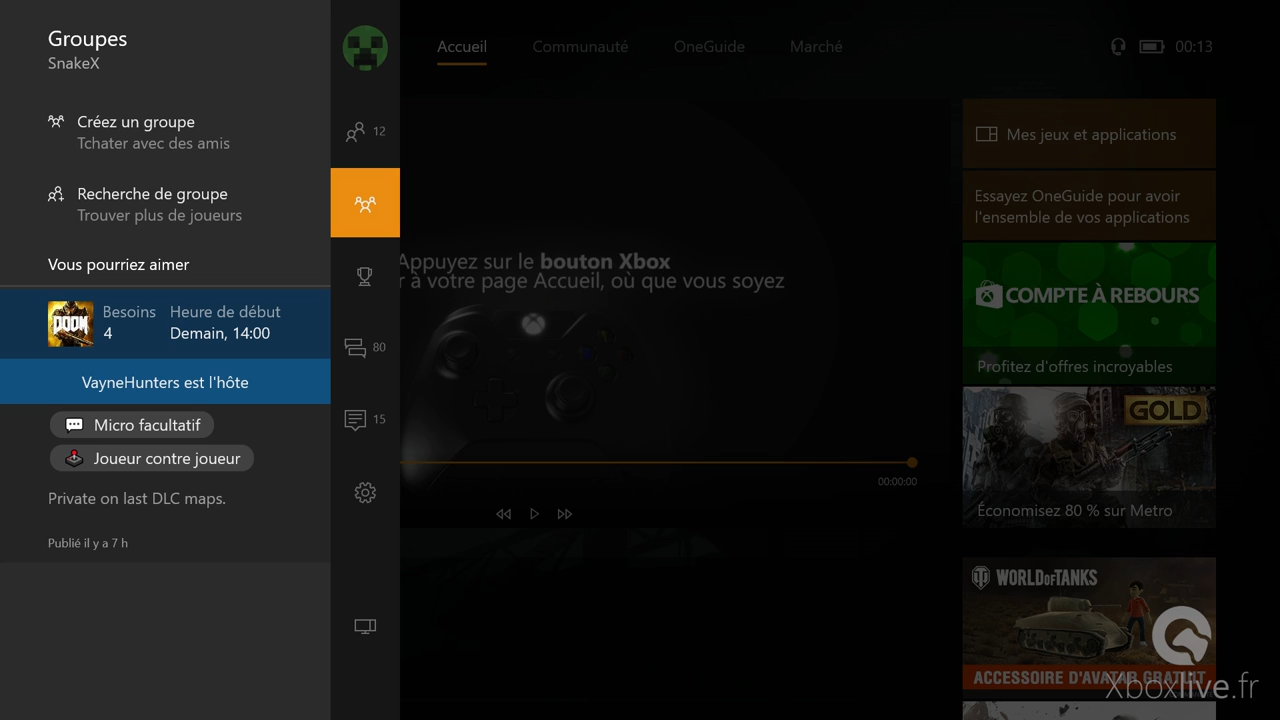 Groupes
SnakeX
Créez un groupe
Tchater avec des amis
Recherche de groupe
Trouver plus de joueurs
Vous pourriez aimer
DOOM
Besoins
4
Heure de début
Demain, 14:00
VayneHunters est l'hôte
Micro facultatif
Joueur contre joueur
Private on last DLC maps.
Publié il y a 7 h
12
80
15
Accueil Communauté OneGuide Marché
00:13
Appuyez sur le bouton Xbox
r à votre page Accueil, où que vous soyez
00:00:00
Mes jeux et applications
Essayez OneGuide pour avoir
l'ensemble de vos applications
COMPTE À REBOURS
Profitez d'offres incroyables
GOLD
Économisez 80 % sur Metro
WORLD OF TANKS
ACCESSOIRE D'AVATAR GRATUIT
Xboxlive.fr